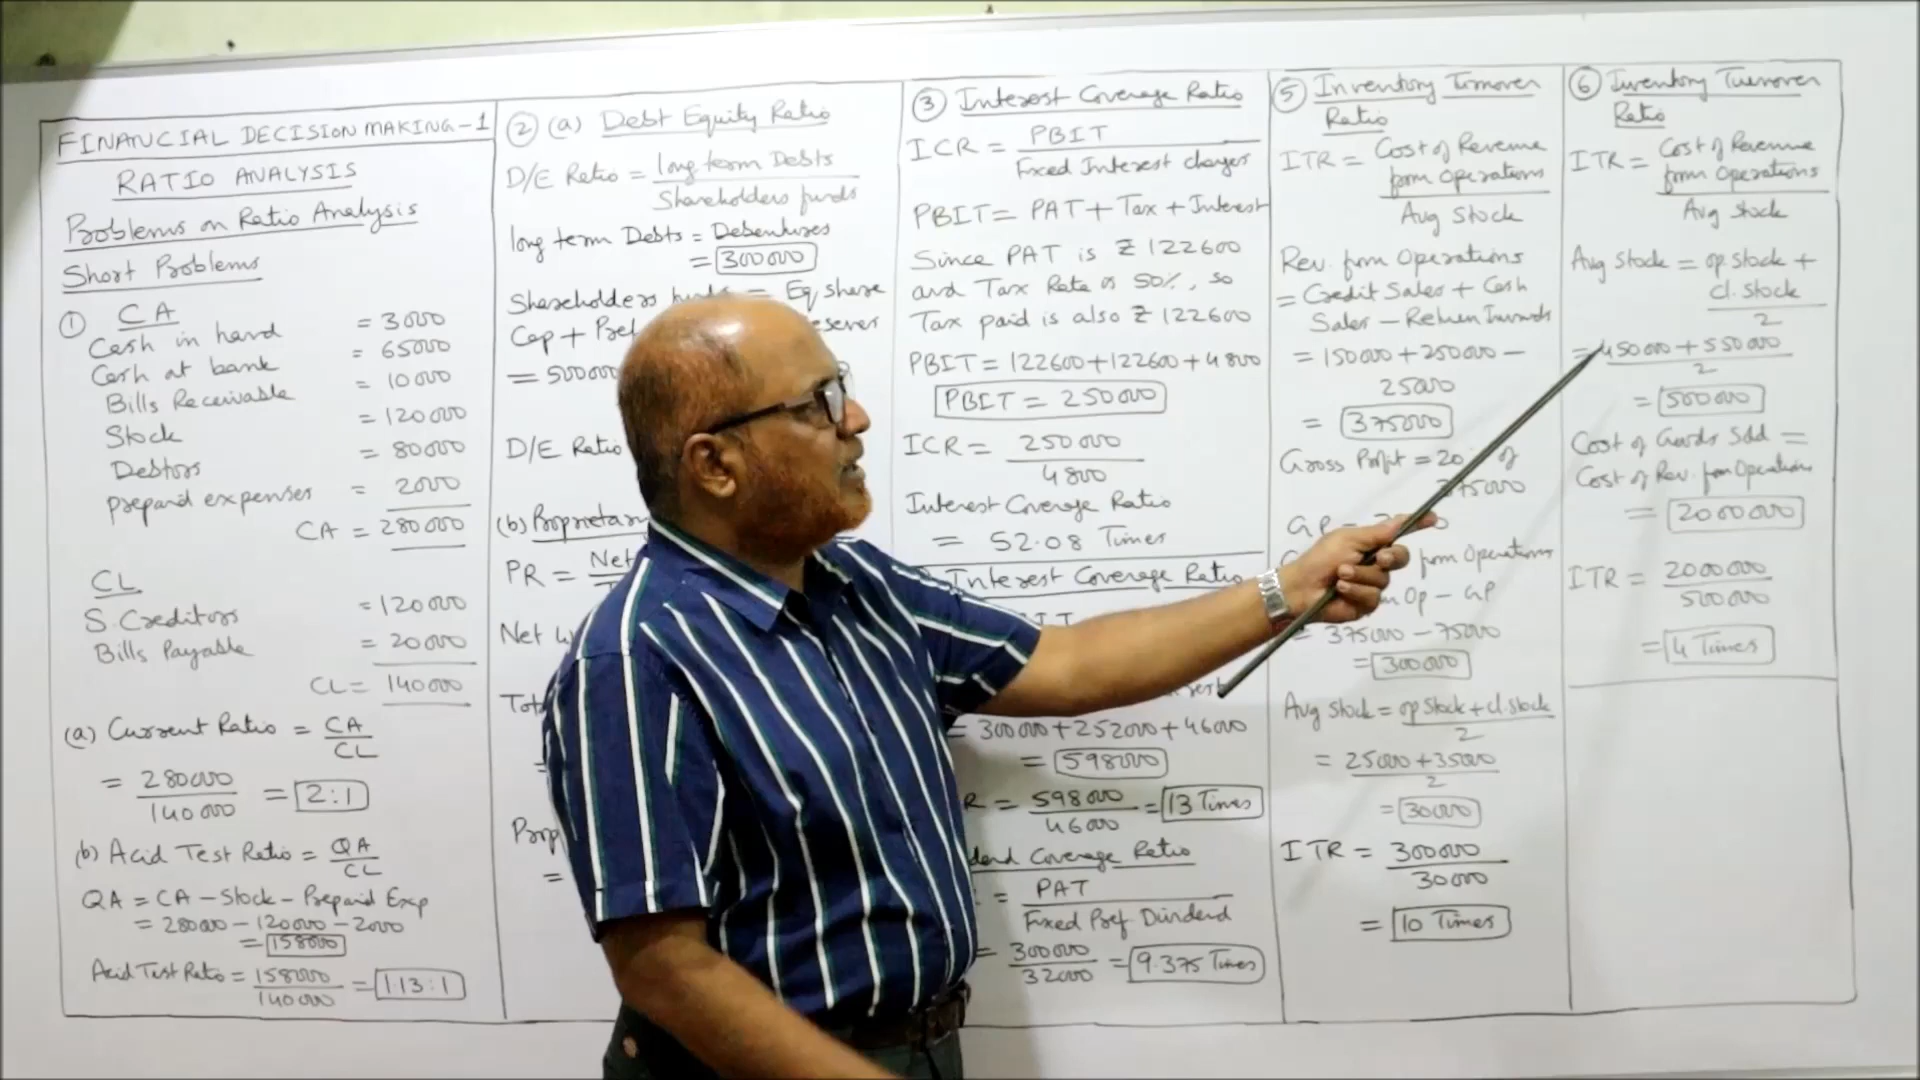 FINANCIAL DECISION MAKING-1
RATIO ANALYSIS
Problems on Ratio Analysis
Short Problems
① CA
Cash in hand = 3000
Cash at bank = 65000
Bills Receivable = 10000
Stock = 120000
Debtors = 80000
prepaid expenses = 2000
CA = 280000
CL
S. Creditors = 120000
Bills Payable = 20000
CL = 140000
(a) Current Ratio = CA
CL
= 280000
140000
= 2:1
(b) Acid Test Ratio = QA
CL
QA = CA - Stock - Prepaid Exp
= 280000 - 120000 - 2000
= 158000
Acid Test Ratio = 158000
140000
= 1.13:1
② (a) Debt Equity Ratio
D/E Ratio = long term Debts
Shareholders funds
long term Debts = Debentures
= 300000
Shareholders = Eq share
Cap +
= 500000
D/E Ratio
(b)
PR = Net
Net
③ Interest Coverage Ratio
ICR = PBIT
Fixed Interest charges
PBIT = PAT + Tax + Interest
Since PAT is ₹ 122600
and Tax Rate is 50%, so
Tax paid is also ₹ 122600
PBIT = 122600 + 122600 + 4800
PBIT = 250000
ICR = 250000
4800
Interest Coverage Ratio
= 52.08 Times
Interest Coverage Ratio
= 300000 + 252000 + 46000
= 598000
= 598000
46000
= 13 Times
Coverage Ratio
= PAT
Fixed Pref Dividend
= 300000
32000
= 9.375 Times
⑤ Inventory Turnover
Ratio
ITR = Cost of Revenue
from Operations
Avg Stock
Rev. from Operations
= Credit Sales + Cash
Sales - Return Inwards
= 150000 + 250000 -
25000
= 375000
Gross Profit = 20 of
375000
GP =
from Operations
Op - GP
= 375000 - 75000
= 300000
Avg Stock = op Stock + cl. stock
2
= 25000 + 35000
2
= 30000
ITR = 300000
30000
= 10 Times
⑥ Inventory Turnover
Ratio
ITR = Cost of Revenue
from Operations
Avg Stock
Avg Stock = op Stock +
cl. stock
2
= 450000 + 550000
2
= 500000
Cost of Goods Sold =
Cost of Rev. from Operations
= 2000000
ITR = 2000000
500000
= 4 Times